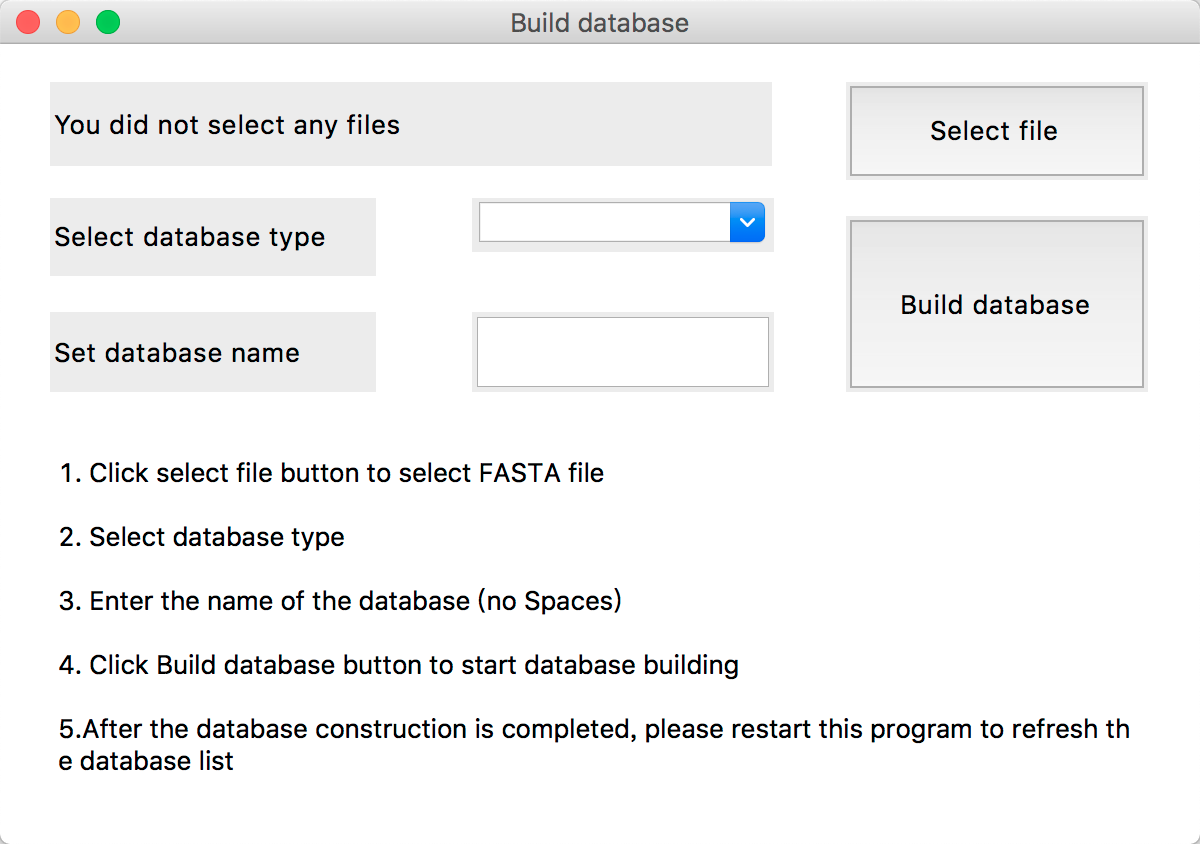 Build database
You did not select any files
Select file
Select database type
Build database
Set database name
1. Click select file button to select FASTA file
2. Select database type
3. Enter the name of the database (no Spaces)
4. Click Build database button to start database building
5.After the database construction is completed, please restart this program to refresh th
e database list